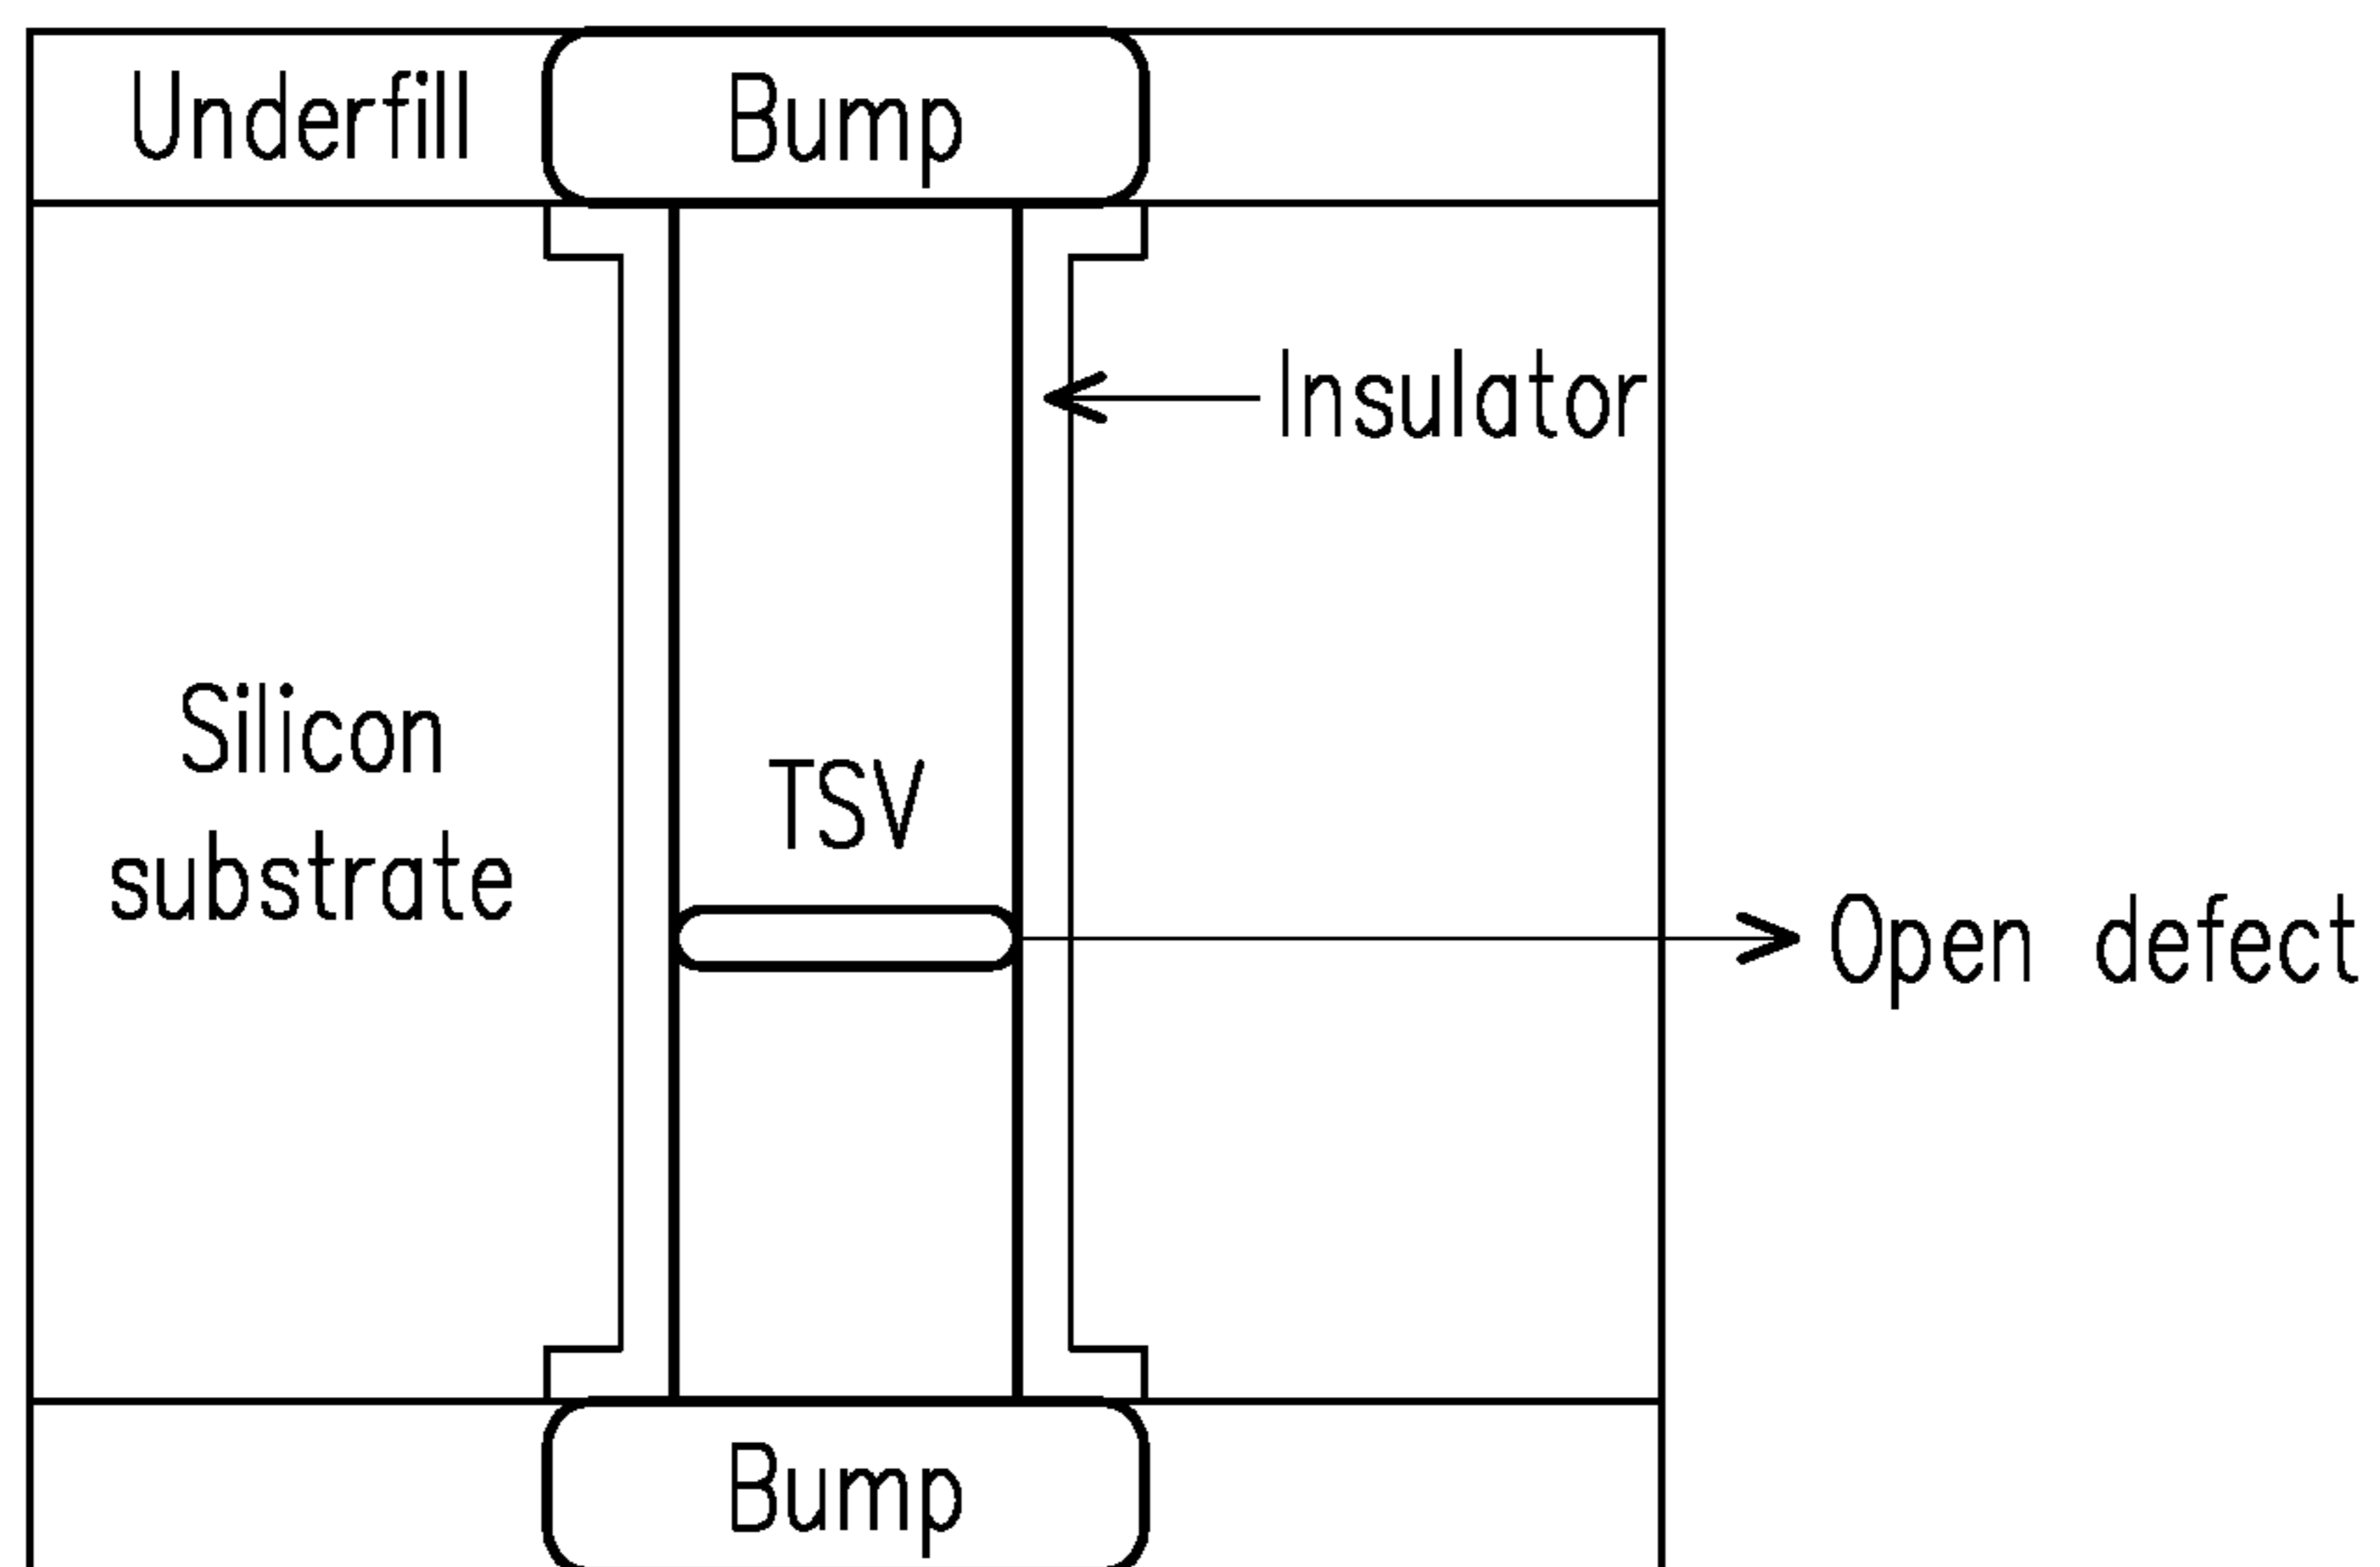 Underfill
Bump
Insulator
Silicon
substrate
TSV
Open defect
Bump